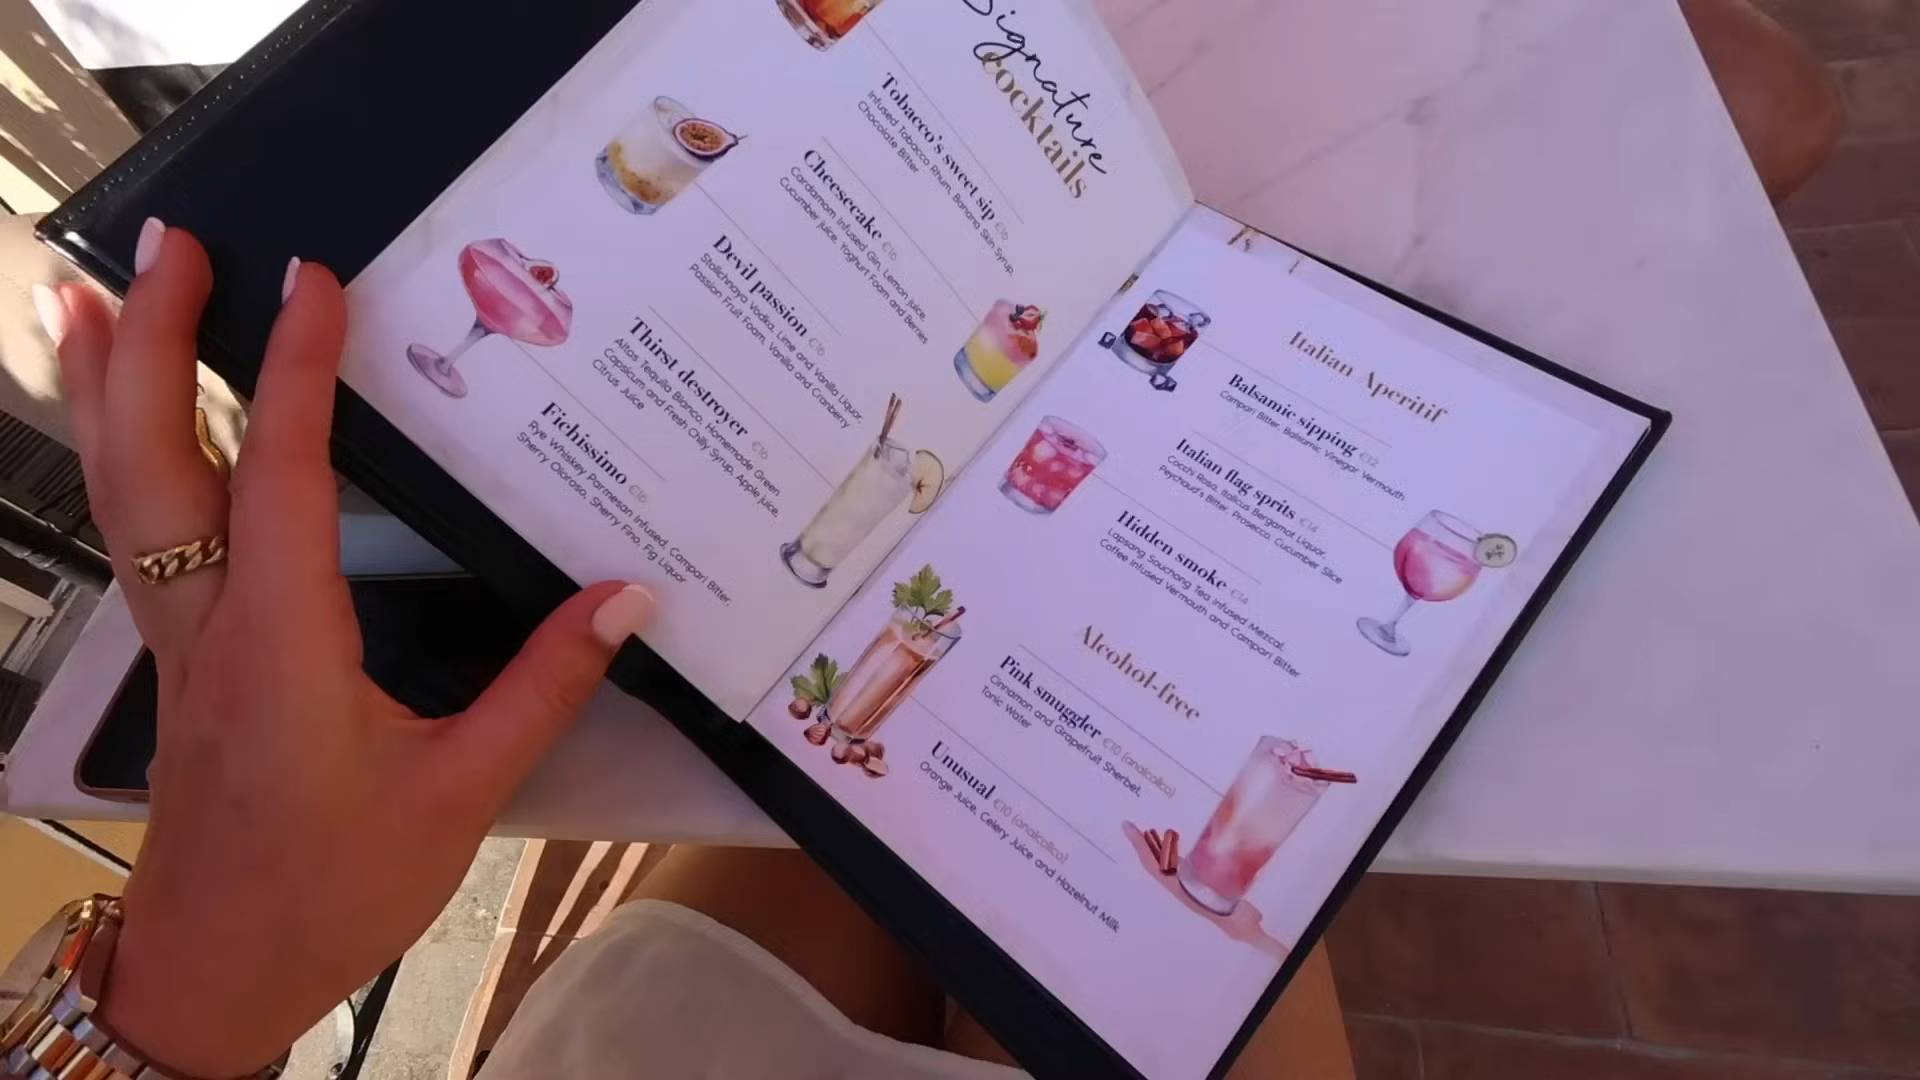 Signature
cocktails
Tobacco's sweet sip €16
Infused Tobacco Rhum, Banana Skin Syrup,
Chocolate Bitter
Cheesecake €16
Cardamom Infused Gin, Lemon Juice,
Cucumber Juice, Yoghurt Foam and Berries
Devil passion €16
Stolichnaya Vodka, Lime and Vanilla Liquor,
Passion Fruit Foam, Vanilla and Cranberry
Thirst destroyer €16
Altos Tequila Blanco, Homemade Green
Capsicum and Fresh Chilly Syrup, Apple Juice,
Citrus Juice
Fichissimo €16
Rye Whiskey Parmesan Infused, Campari Bitter,
Sherry Oloroso, Sherry Fino, Fig Liquor
Italian Aperitif
Balsamic sipping €12
Campari Bitter, Balsamic Vinegar Vermouth
Italian flag sprits €14
Cocchi Rosa, Italicus Bergamot Liquor,
Peychaud's Bitter, Prosecco, Cucumber Slice
Hidden smoke €14
Lapsang Souchong Tea Infused Mezcal,
Coffee Infused Vermouth and Campari Bitter
Alcohol-free
Pink smuggler €10 (analcolico)
Cinnamon and Grapefruit Sherbet,
Tonic Water
Unusual €10 (analcolico)
Orange Juice, Celery Juice and Hazelnut Milk